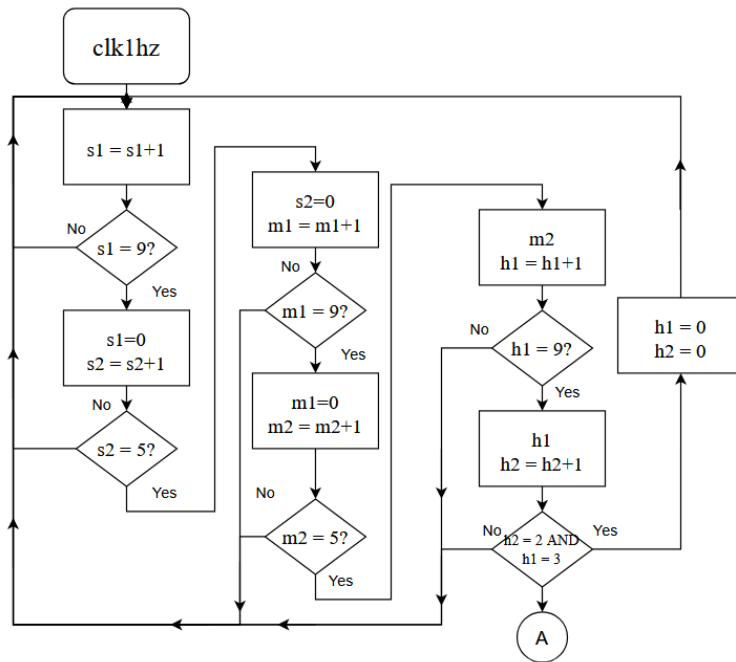 clk1hz
s1 = s1+1
No
s1 = 9?
Yes
s1=0
s2 = s2+1
No
s2 = 5?
Yes
s2=0
m1 = m1+1
No
m1 = 9?
Yes
m1=0
m2 = m2+1
No
m2 = 5?
Yes
m2
h1 = h1+1
No
h1 = 9?
Yes
h1
h2 = h2+1
No
h2 = 2 AND
h1 = 3
Yes
h1 = 0
h2 = 0
A